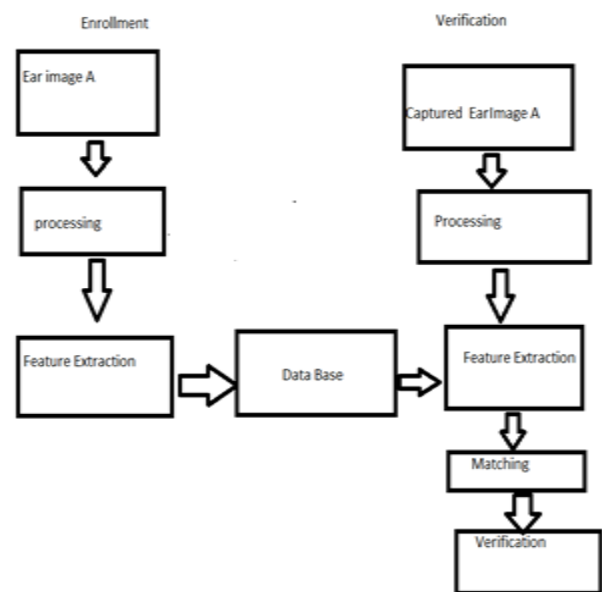 Enrollment
Verification
Ear image A
Captured EarImage A
processing
Processing
Feature Extraction
Data Base
Feature Extraction
Matching
Verification